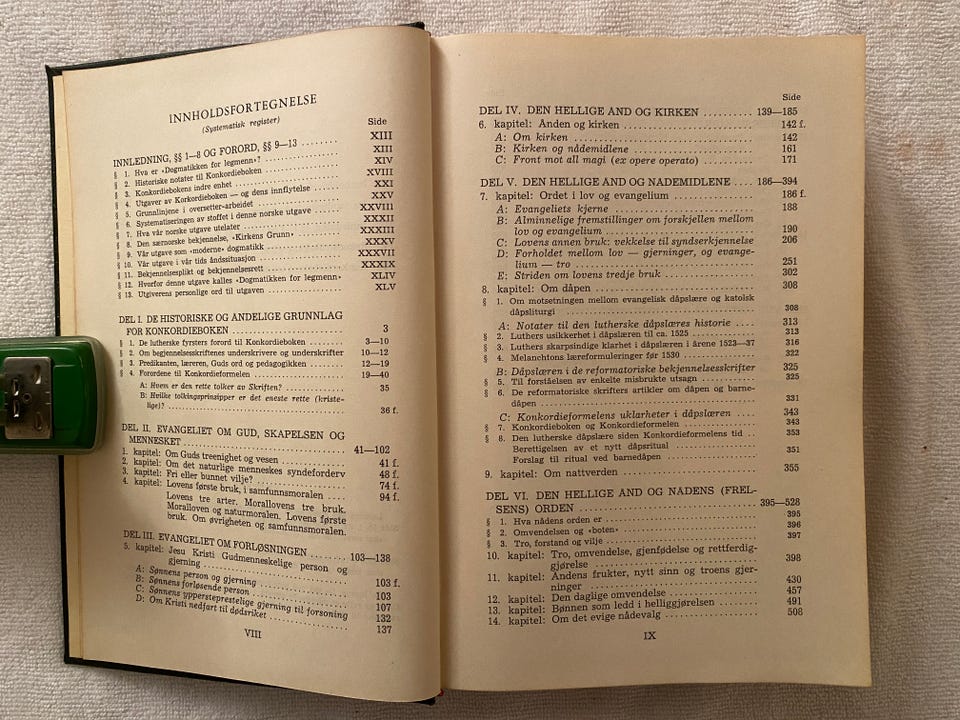 INNHOLDSFORTEGNELSE
(Systematisk register)
Side
INNLEDNING, §§ 1—8 OG FORORD, §§ 9—13 ........ XIII
§ 1. Hva er «Dogmatikken for legmenn»? .......... XIII
§ 2. Historiske notater til Konkordieboken .......... XIV
§ 3. Konkordiebokens indre enhet .......... XVIII
§ 4. Utgaver av Korkordieboken — og dens innflytelse .......... XXI
§ 5. Grunnlinjene i oversetter-arbeidet .......... XXV
§ 6. Systematiseringen av stoffet i denne norske utgave .......... XXVIII
§ 7. Hva vår norske utgave utelater .......... XXXII
§ 8. Den særnorske bekjennelse, «Kirkens Grunn» .......... XXXIII
§ 9. Vår utgave som «moderne» dogmatikk .......... XXXV
§ 10. Vår utgave i vår tids åndssituasjon .......... XXXVII
§ 11. Bekjennelsesplikt og bekjennelsesrett .......... XXXIX
§ 12. Hvorfor denne utgave kalles «Dogmatikken for legmenn» XLIV
§ 13. Utgiverens personlige ord til utgaven .......... XLV
DEL I. DE HISTORISKE OG ANDELIGE GRUNNLAG
FOR KONKORDIEBOKEN .......... 3
§ 1. De lutherske fyrsters forord til Konkordieboken .......... 3—10
§ 2. Om begjennelsesskriftenes underskrivere og underskrifter 10—12
§ 3. Predikanten, læreren, Guds ord og pedagogikken .......... 12—19
§ 4. Forordene til Konkordieformelen .......... 19—40
A: Hvem er den rette tolker av Skriften? .......... 35
B: Hvilke tolkingsprinsipper er det eneste rette (kriste-
lige)? .......... 36 f.
DEL II. EVANGELIET OM GUD, SKAPELSEN OG
MENNESKET .......... 41—102
1. kapitel: Om Guds treenighet og vesen .......... 41 f.
2. kapitel: Om det naturlige menneskes syndeforderv 48 f.
3. kapitel: Fri eller bunnet vilje? .......... 74 f.
4. kapitel: Lovens første bruk, i samfunnsmoralen .... 94 f.
Lovens tre arter. Morallovens tre bruk.
Moralloven og naturmoralen. Lovens første
bruk. Om øvrigheten og samfunnsmoralen.
DEL III. EVANGELIET OM FORLØSNINGEN .......... 103—138
5. kapitel: Jesu Kristi Gudmenneskelige person og
gjerning .......... 103 f.
A: Sønnens person og gjerning .......... 103
B: Sønnens forløsende person .......... 107
C: Sønnens yppersteprestelige gjerning til forsoning 132
D: Om Kristi nedfart til dødsriket .......... 137
VIII
Side
DEL IV. DEN HELLIGE AND OG KIRKEN .......... 139—185
6. kapitel: Ånden og kirken .......... 142 f.
A: Om kirken .......... 142
B: Kirken og nådemidlene .......... 161
C: Front mot all magi (ex opere operato) .......... 171
DEL V. DEN HELLIGE AND OG NADEMIDLENE .... 186—394
7. kapitel: Ordet i lov og evangelium .......... 186 f.
A: Evangeliets kjerne .......... 188
B: Alminnelige fremstillinger om forskjellen mellom
lov og evangelium .......... 190
C: Lovens annen bruk: vekkelse til syndserkjennelse 206
D: Forholdet mellom lov — gjerninger, og evange-
lium — tro .......... 251
E: Striden om lovens tredje bruk .......... 302
8. kapitel: Om dåpen .......... 308
§ 1. Om motsetningen mellom evangelisk dåpslære og katolsk
dåpsliturgi .......... 308
A: Notater til den lutherske dåpslæres historie .... 313
§ 2. Luthers usikkerhet i dåpslæren til ca. 1525 .......... 313
§ 3. Luthers skarpsindige klarhet i dåpslæren i årene 1523—37 316
§ 4. Melanchtons læreformuleringer før 1530 .......... 322
B: Dåpslæren i de reformatoriske bekjennelsesskrifter 325
§ 5. Til forståelsen av enkelte misbrukte utsagn .......... 325
§ 6. De reformatoriske skrifters artikler om dåpen og barne-
dåpen .......... 331
C: Konkordieformelens uklarheter i dåpslæren .... 343
§ 7. Konkordieboken og Konkordieformelen .......... 343
§ 8. Den lutherske dåpslære siden Konkordieformelens tid .. 353
Berettigelsen av et nytt dåpsritual
Forslag til ritual ved barnedåpen .......... 351
9. kapitel: Om nattverden .......... 355
DEL VI. DEN HELLIGE AND OG NADENS (FREL-
SENS) ORDEN .......... 395—528
§ 1. Hva nådens orden er .......... 395
§ 2. Omvendelsen og «boten» .......... 396
§ 3. Tro, forstand og vilje .......... 397
10. kapitel: Tro, omvendelse, gjenfødelse og rettferdig-
gjørelse .......... 398
11. kapitel: Åndens frukter, nytt sinn og troens gjer-
ninger .......... 430
12. kapitel: Den daglige omvendelse .......... 457
13. kapitel: Bønnen som ledd i helliggjørelsen .......... 491
14. kapitel: Om det evige nådevalg .......... 508
IX